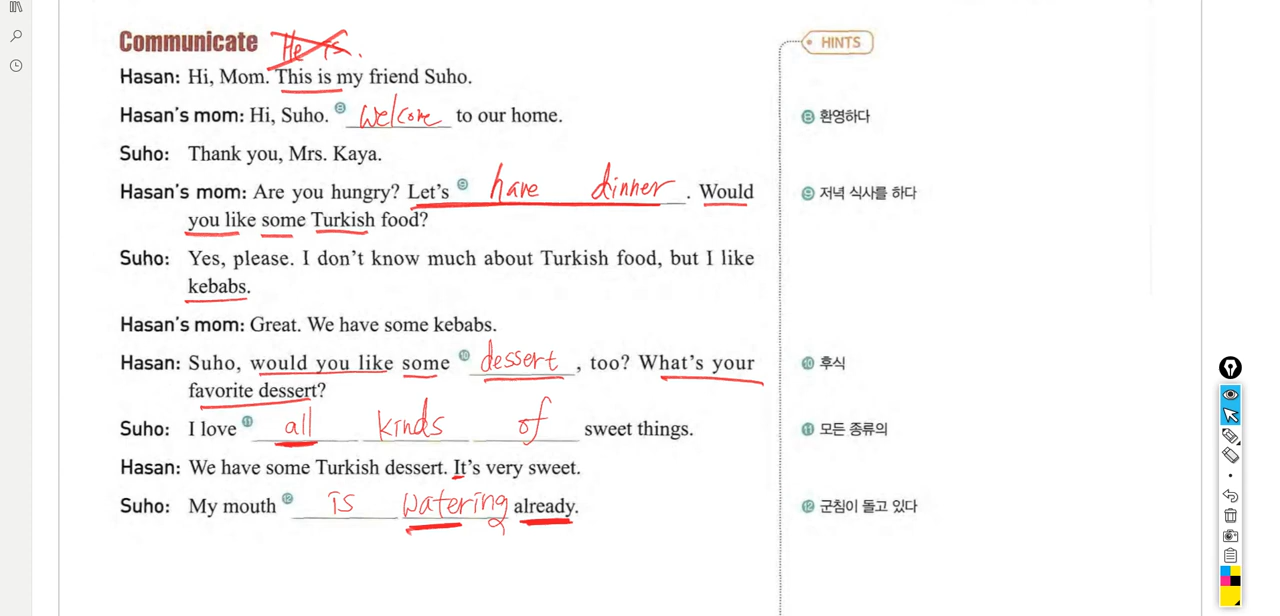 Communicate He is.
HINTS
Hasan: Hi, Mom. This is my friend Suho.
Hasan's mom: Hi, Suho. ⑧ Welcome to our home.
⑧ 환영하다
Suho: Thank you, Mrs. Kaya.
Hasan's mom: Are you hungry? Let's ⑨ have dinner. Would
⑨ 저녁 식사를 하다
you like some Turkish food?
Suho: Yes, please. I don't know much about Turkish food, but I like
kebabs.
Hasan's mom: Great. We have some kebabs.
Hasan: Suho, would you like some ⑩ dessert, too? What's your
⑩ 후식
favorite dessert?
Suho: I love ⑪ all kinds of sweet things.
⑪ 모든 종류의
Hasan: We have some Turkish dessert. It's very sweet.
Suho: My mouth ⑫ is watering already.
⑫ 군침이 돌고 있다